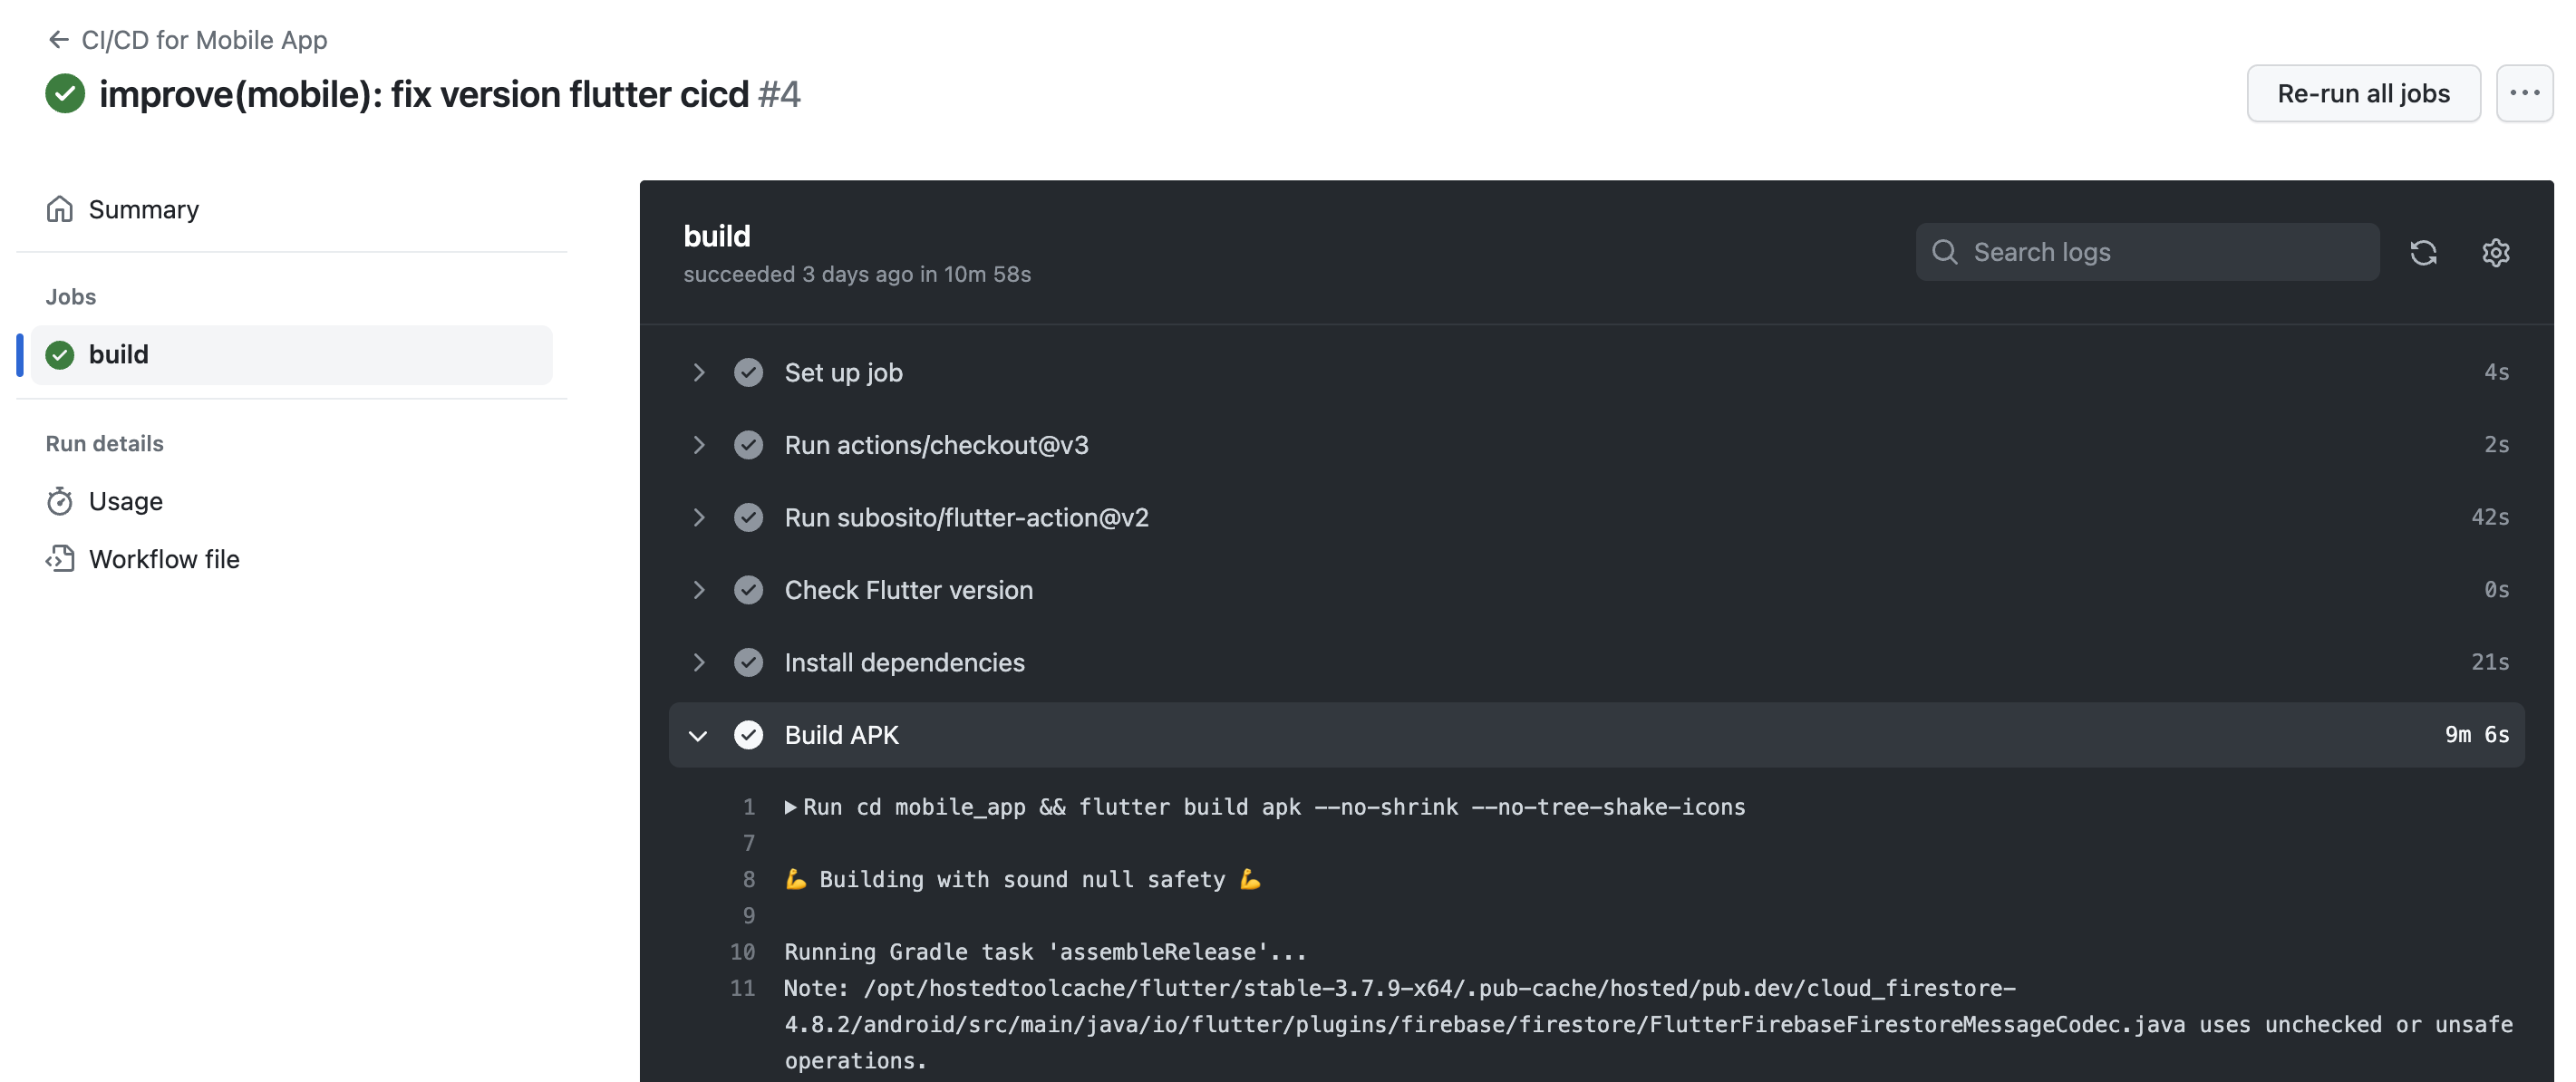 CI/CD for Mobile App
improve(mobile): fix version flutter cicd #4
Re-run all jobs
Summary
Jobs
build
Run details
Usage
Workflow file
build
succeeded 3 days ago in 10m 58s
Search logs
Set up job 4s
Run actions/checkout@v3 2s
Run subosito/flutter-action@v2 42s
Check Flutter version 0s
Install dependencies 21s
Build APK 9m 6s
1 Run cd mobile_app && flutter build apk --no-shrink --no-tree-shake-icons
7
8 💪 Building with sound null safety 💪
9
10 Running Gradle task 'assembleRelease'...
11 Note: /opt/hostedtoolcache/flutter/stable-3.7.9-x64/.pub-cache/hosted/pub.dev/cloud_firestore-
4.8.2/android/src/main/java/io/flutter/plugins/firebase/firestore/FlutterFirebaseFirestoreMessageCodec.java uses unchecked or unsafe
operations.